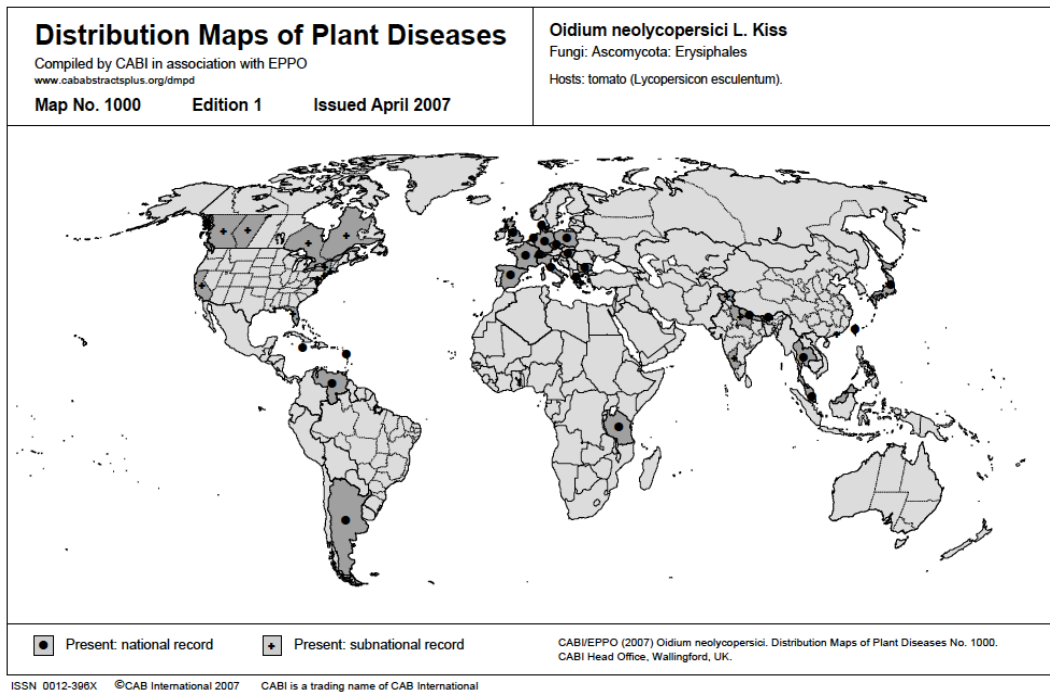 Distribution Maps of Plant Diseases
Compiled by CABI in association with EPPO
www.cababstractsplus.org/dmpd
Map No. 1000 Edition 1 Issued April 2007
Oidium neolycopersici L. Kiss
Fungi: Ascomycota: Erysiphales
Hosts: tomato (Lycopersicon esculentum).
Present: national record Present: subnational record
CABI/EPPO (2007) Oidium neolycopersici. Distribution Maps of Plant Diseases No. 1000.
CABI Head Office, Wallingford, UK.
ISSN 0012-396X ©CAB International 2007 CABI is a trading name of CAB International